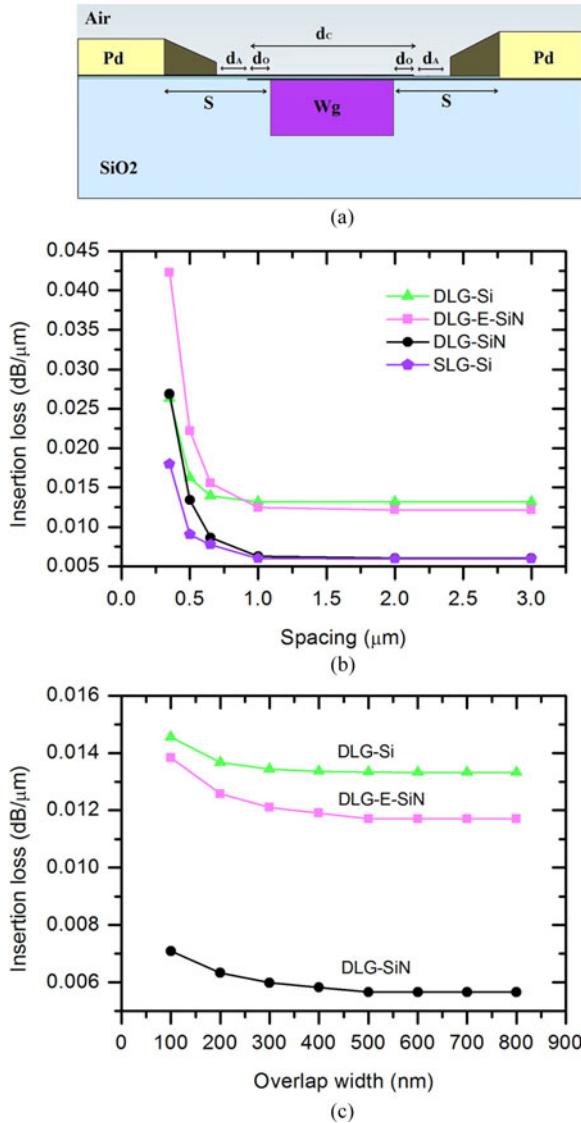 Air
Pd
dA dO dC dO dA
Pd
S Wg S
SiO2
(a)
Insertion loss (dB/μm)
0.045
0.040
0.035
0.030
0.025
0.020
0.015
0.010
0.005
DLG-Si
DLG-E-SiN
DLG-SiN
SLG-Si
0.0 0.5 1.0 1.5 2.0 2.5 3.0
Spacing (μm)
(b)
Insertion loss (dB/μm)
0.016
0.014
0.012
0.010
0.008
0.006
DLG-Si
DLG-E-SiN
DLG-SiN
0 100 200 300 400 500 600 700 800 900
Overlap width (nm)
(c)